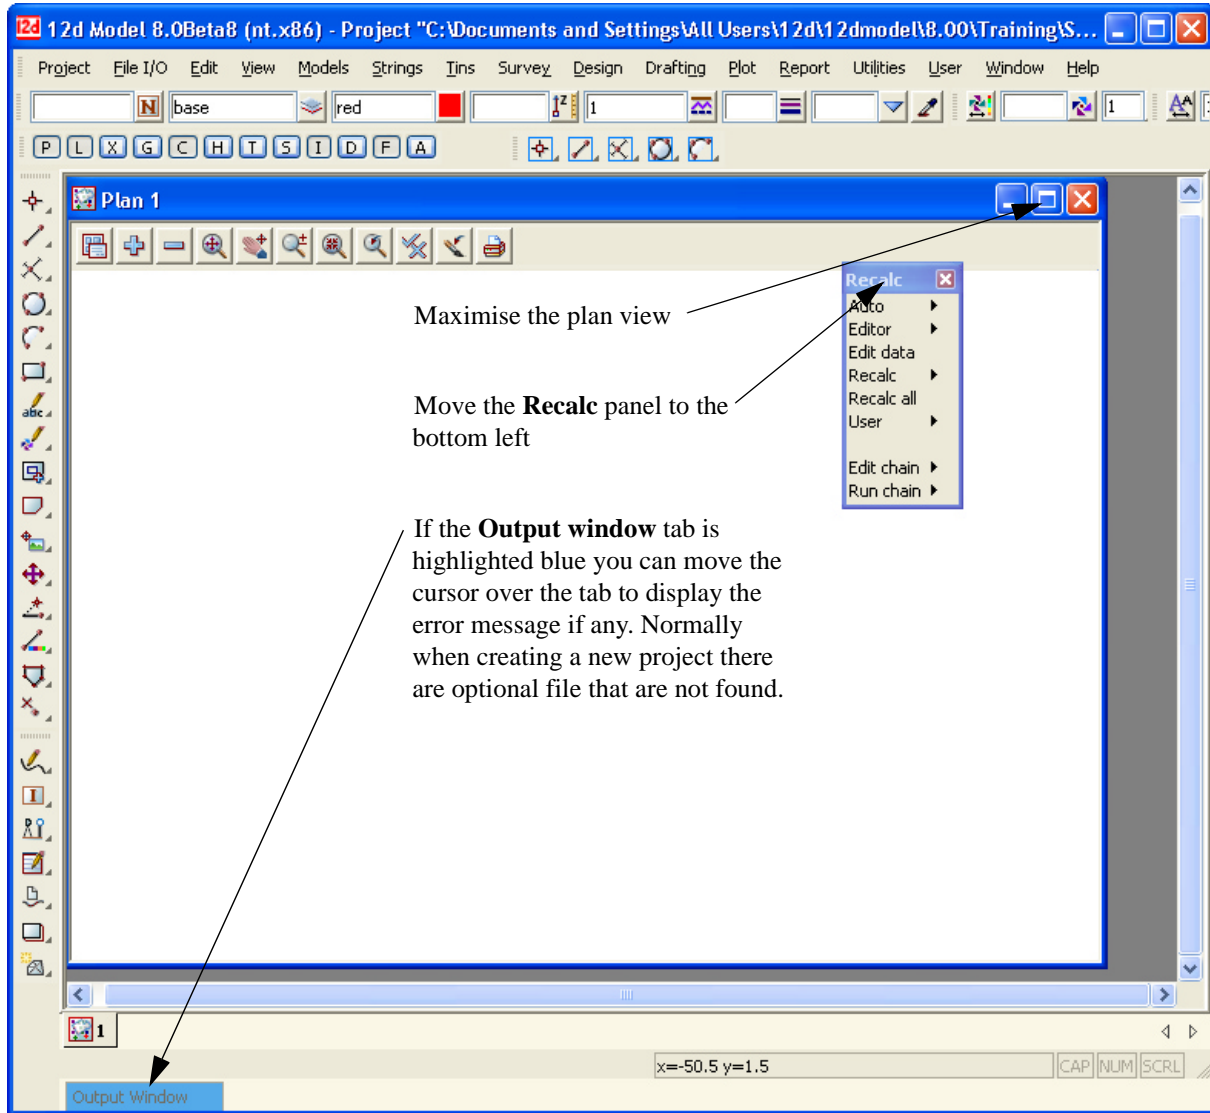 12d 12d Model 8.0Beta8 (nt.x86) - Project "C:\Documents and Settings\All Users\12d\12dmodel\8.00\Training\S...
Project File I/O Edit View Models Strings Tins Survey Design Drafting Plot Report Utilities User Window Help
N base red Z 1 1 A
P L X G C H T S I D F A
Plan 1
Recalc
Auto
Editor
Edit data
Recalc
Recalc all
User
Edit chain
Run chain
Maximise the plan view
Move the Recalc panel to the
bottom left
If the Output window tab is
highlighted blue you can move the
cursor over the tab to display the
error message if any. Normally
when creating a new project there
are optional file that are not found.
abc
I
1
x=-50.5 y=1.5 CAP NUM SCRL
Output Window